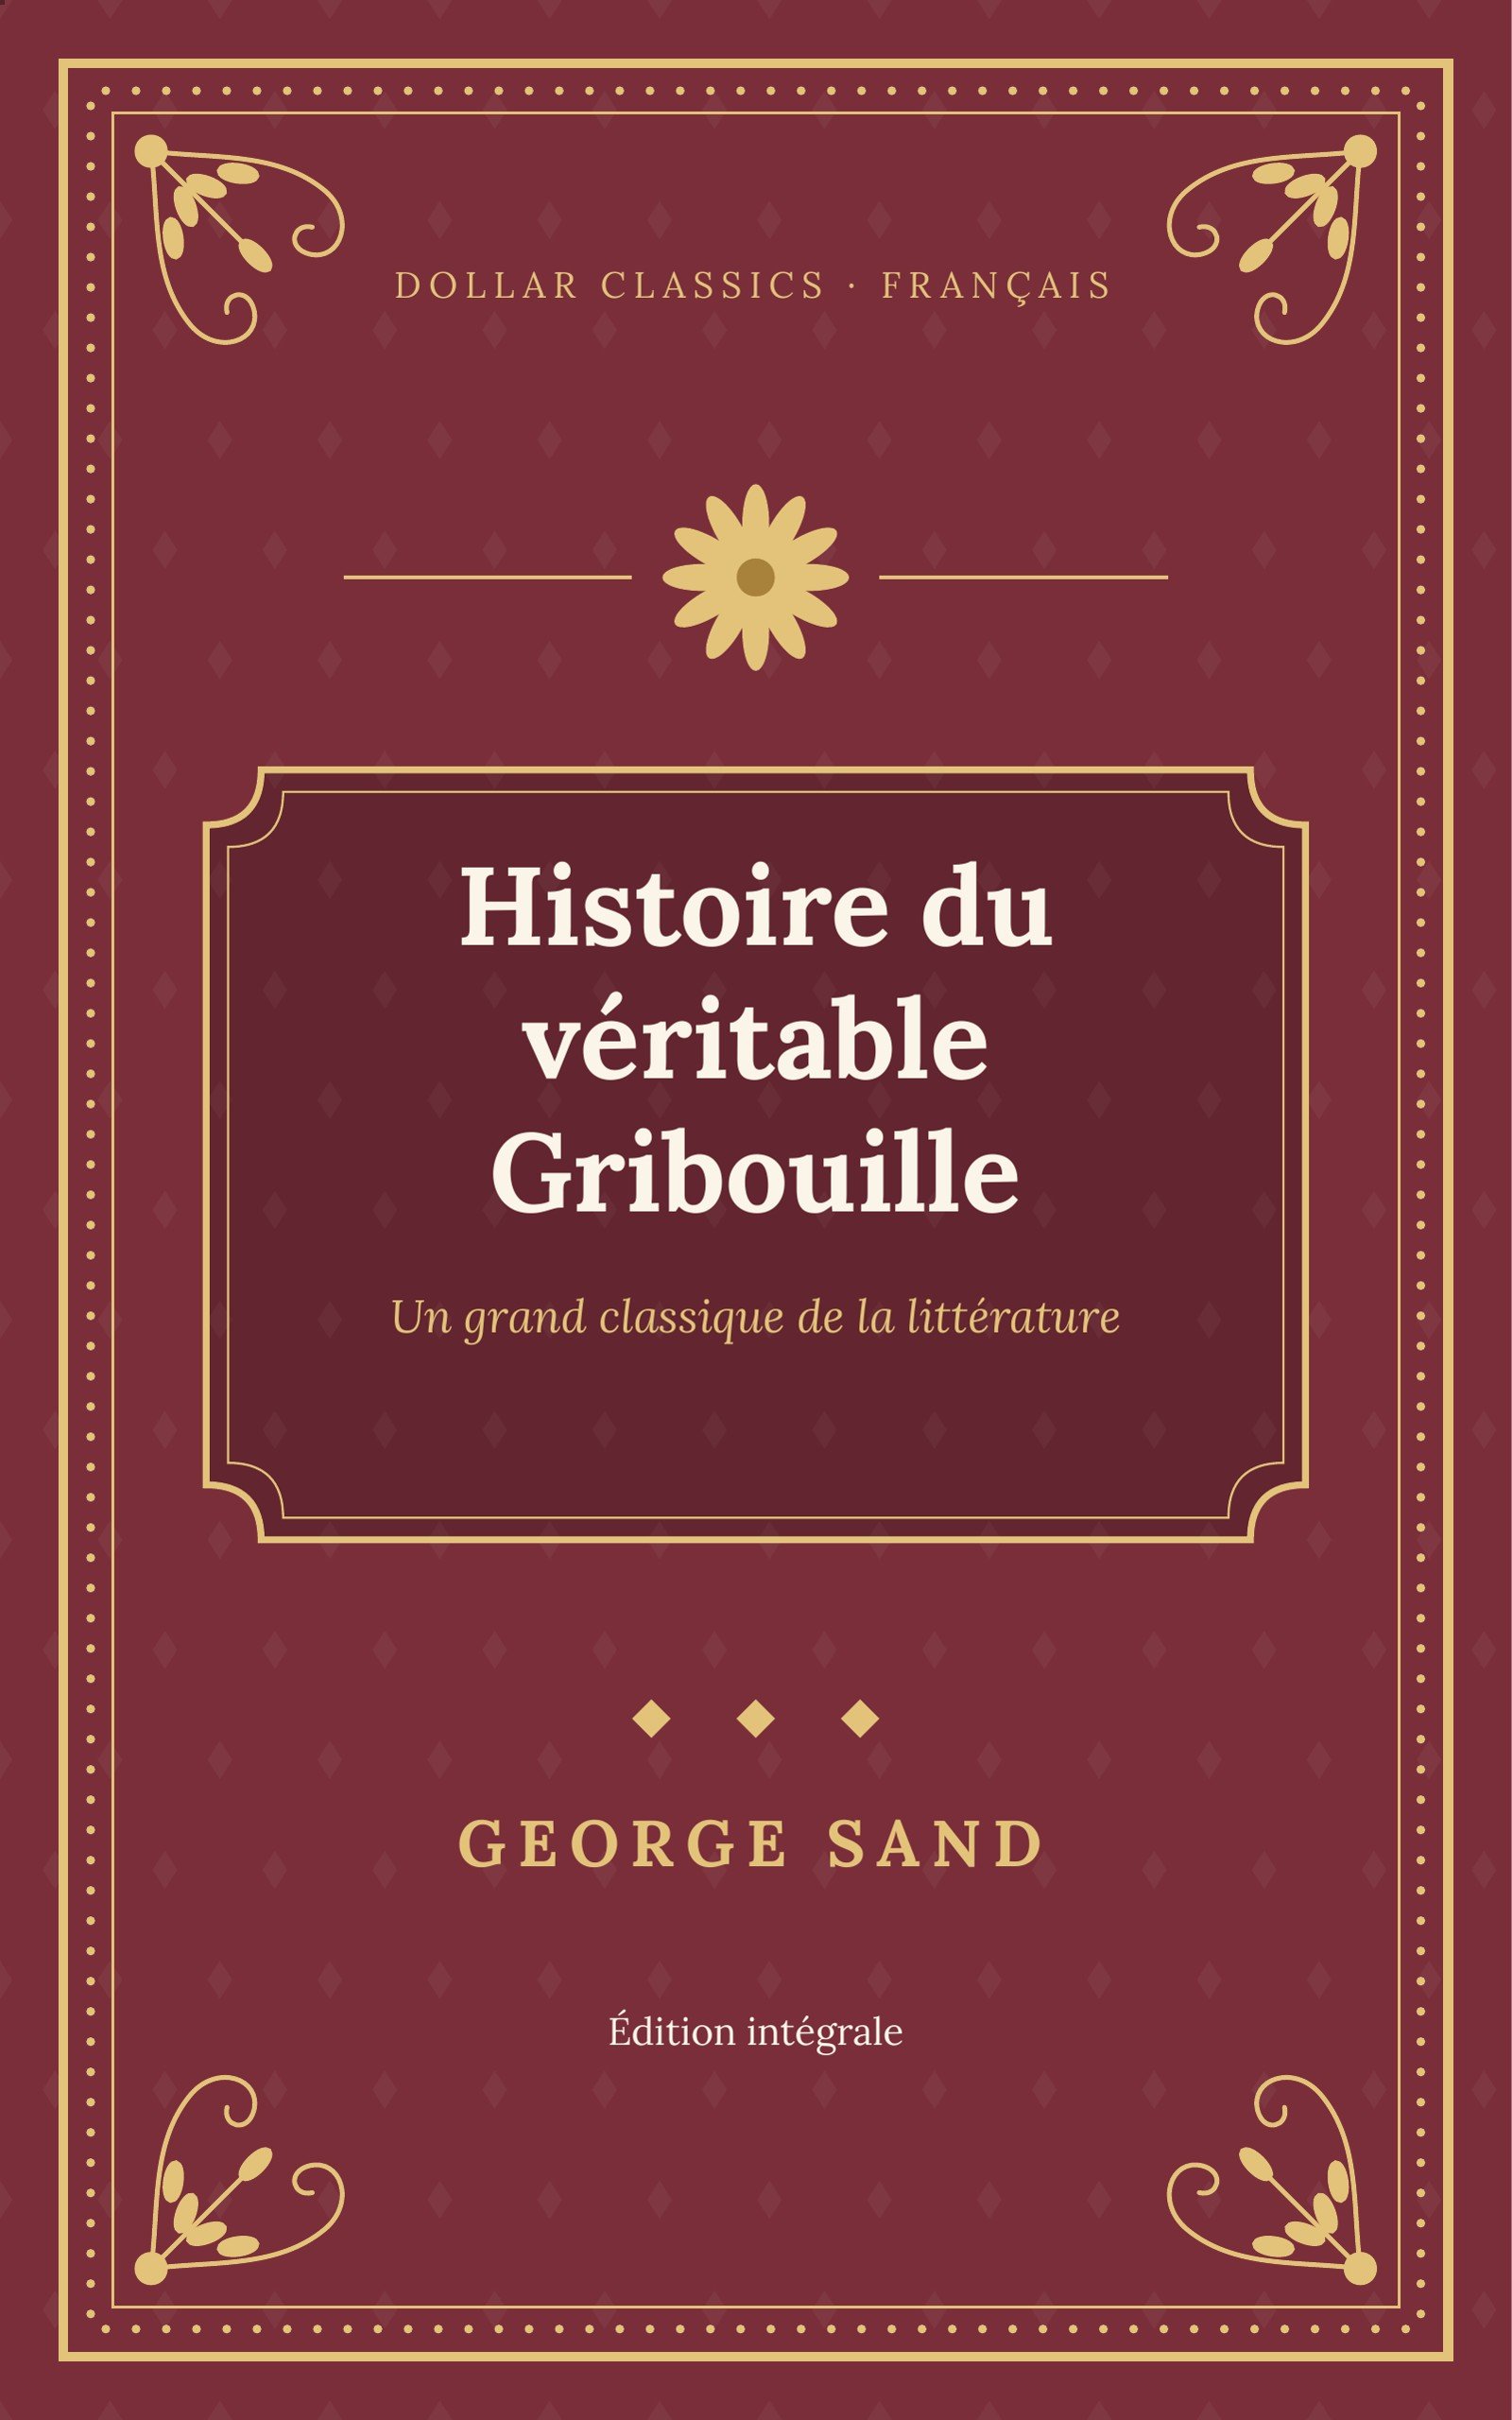 DOLLAR CLASSICS · FRANÇAIS
Histoire du
véritable
Gribouille
Un grand classique de la littérature
GEORGE SAND
Édition intégrale